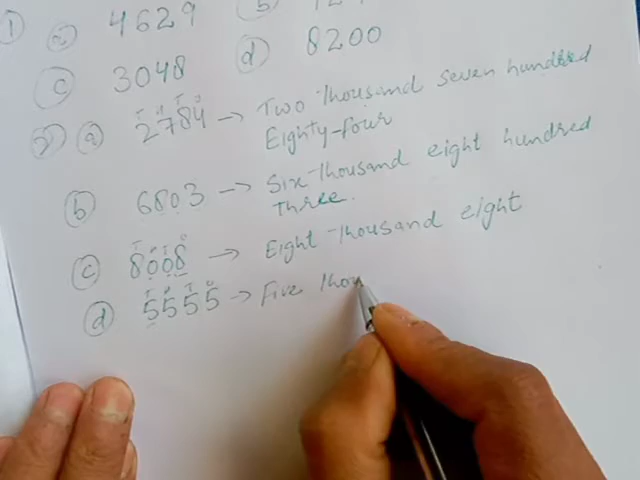 ① ⓐ 4629 ⓑ
ⓒ 3048 ⓓ 8200
② ⓐ 2784 → Two thousand seven hundred
Eighty-four
ⓑ 6803 → Six thousand eight hundred
three.
ⓒ 8008 → Eight thousand eight
ⓓ 5555 → Five thou